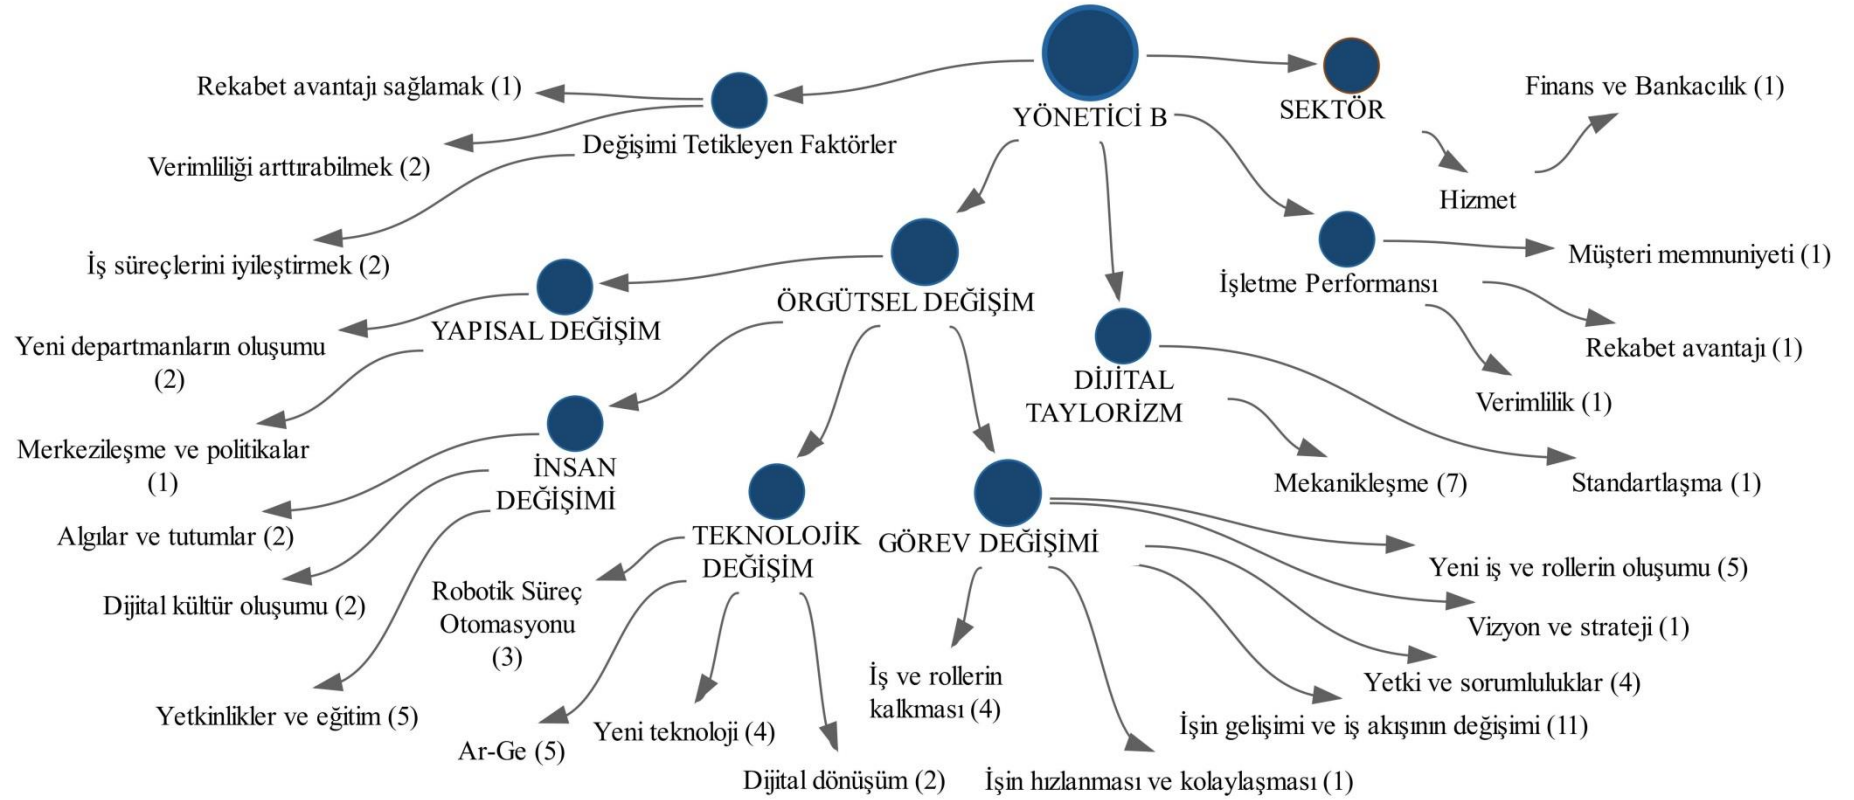 YÖNETİCİ B
SEKTÖR
Hizmet
Finans ve Bankacılık (1)
Değişimi Tetikleyen Faktörler
Rekabet avantajı sağlamak (1)
Verimliliği arttırabilmek (2)
İş süreçlerini iyileştirmek (2)
İşletme Performansı
Müşteri memnuniyeti (1)
Rekabet avantajı (1)
Verimlilik (1)
ÖRGÜTSEL DEĞİŞİM
YAPISAL DEĞİŞİM
Yeni departmanların oluşumu
(2)
Merkezileşme ve politikalar
(1)
DİJİTAL
TAYLORİZM
Mekanikleşme (7)
Standartlaşma (1)
İNSAN
DEĞİŞİMİ
Algılar ve tutumlar (2)
Dijital kültür oluşumu (2)
Yetkinlikler ve eğitim (5)
TEKNOLOJİK
DEĞİŞİM
Robotik Süreç
Otomasyonu
(3)
Ar-Ge (5)
Yeni teknoloji (4)
Dijital dönüşüm (2)
GÖREV DEĞİŞİMİ
İş ve rollerin
kalkması (4)
İşin hızlanması ve kolaylaşması (1)
Yeni iş ve rollerin oluşumu (5)
Vizyon ve strateji (1)
Yetki ve sorumluluklar (4)
İşin gelişimi ve iş akışının değişimi (11)